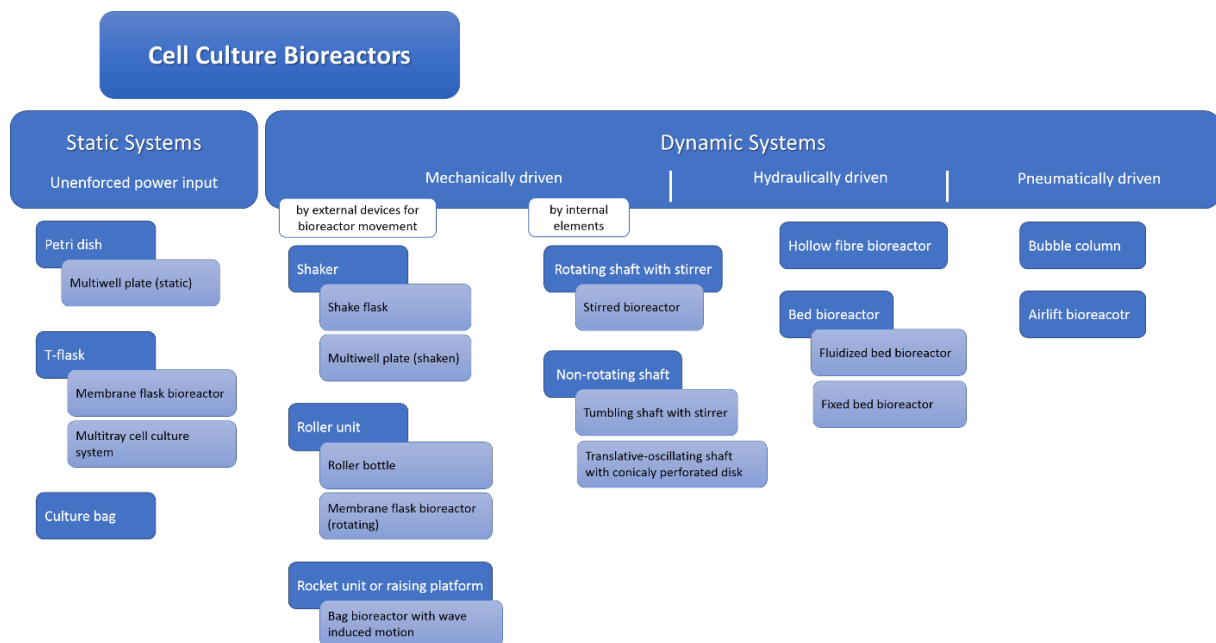 Cell Culture Bioreactors
Static Systems
Unenforced power input
Petri dish
Multiwell plate (static)
T-flask
Membrane flask bioreactor
Multitray cell culture
system
Culture bag
Dynamic Systems
Mechanically driven
Hydraulically driven
Pneumatically driven
by external devices for
bioreactor movement
Shaker
Shake flask
Multiwell plate (shaken)
Roller unit
Roller bottle
Membrane flask bioreactor
(rotating)
Rocket unit or raising platform
Bag bioreactor with wave
induced motion
by internal
elements
Rotating shaft with stirrer
Stirred bioreactor
Non-rotating shaft
Tumbling shaft with stirrer
Translative-oscillating shaft
with conicaly perforated disk
Hollow fibre bioreactor
Bed bioreactor
Fluidized bed bioreactor
Fixed bed bioreactor
Bubble column
Airlift bioreacotr